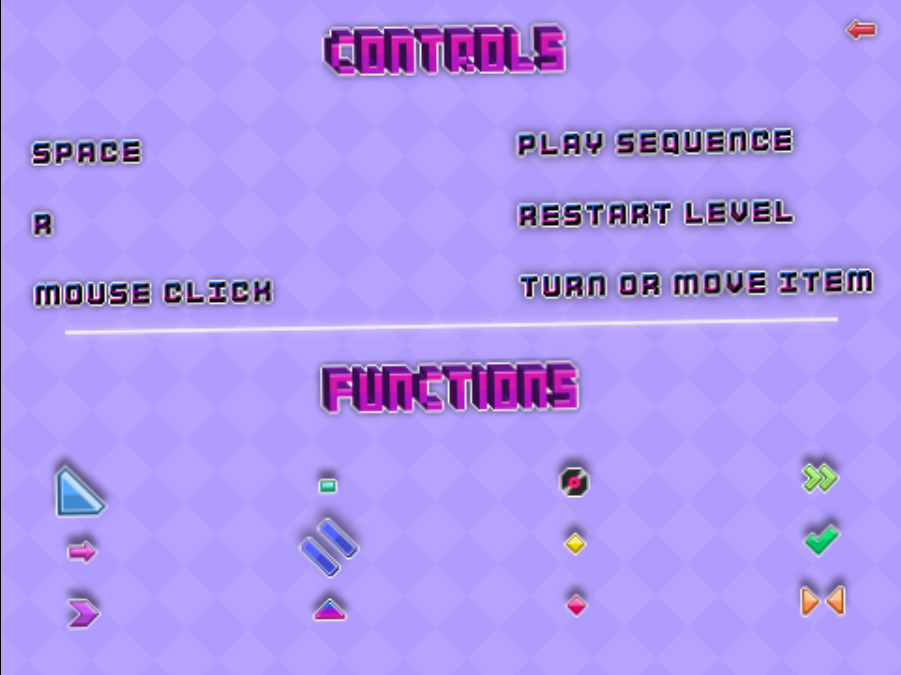 CONTROLS
SPACE PLAY SEQUENCE
R RESTART LEVEL
MOUSE CLICK TURN OR MOVE ITEM
FUNCTIONS